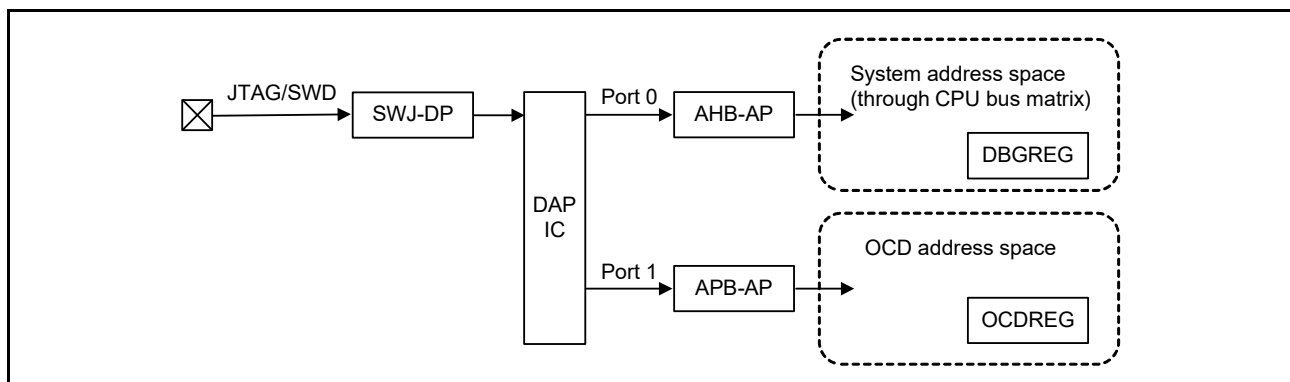 JTAG/SWD
SWJ-DP
DAP
IC
Port 0
AHB-AP
System address space
(through CPU bus matrix)
DBGREG
Port 1
APB-AP
OCD address space
OCDREG